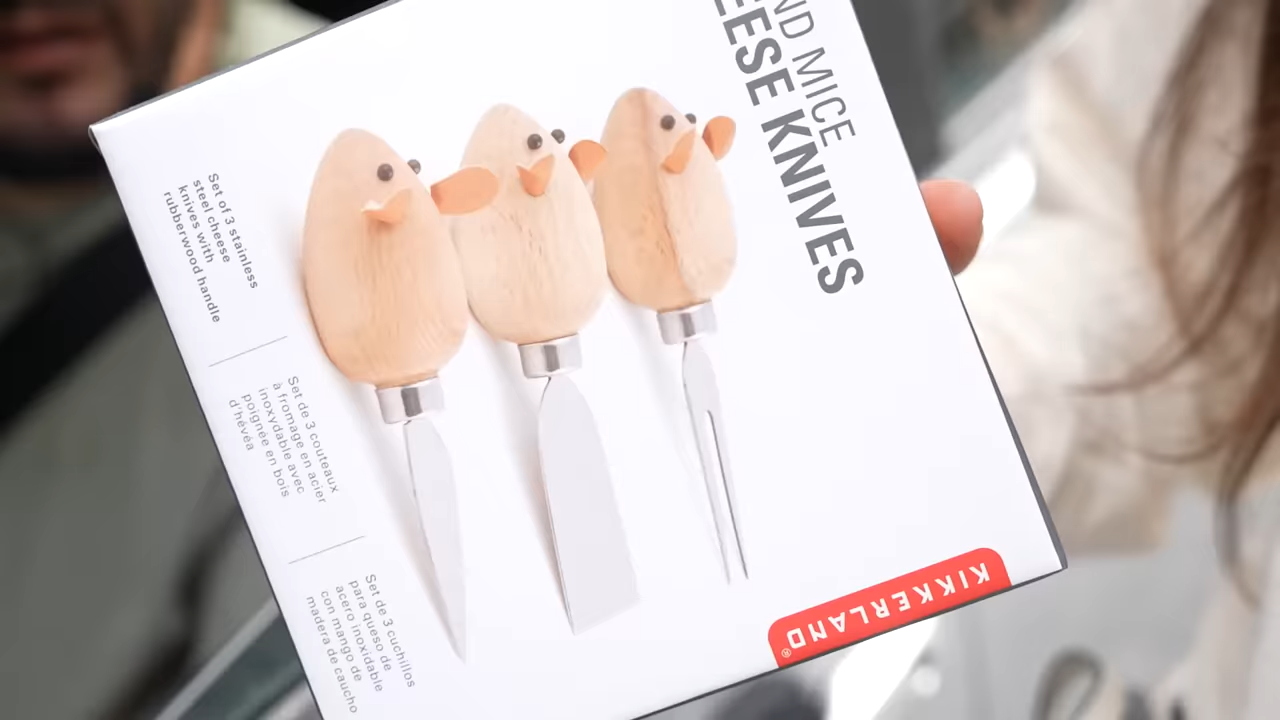 ND MICE
EESE KNIVES
Set of 3 stainless
steel cheese
knives with
rubberwood handle
Set de 3 couteaux
à fromage en acier
inoxydable avec
poignée en bois
d'hévéa
Set de 3 cuchillos
para queso de
acero inoxidable
con mango de
madera de caucho
KIKKERLAND®